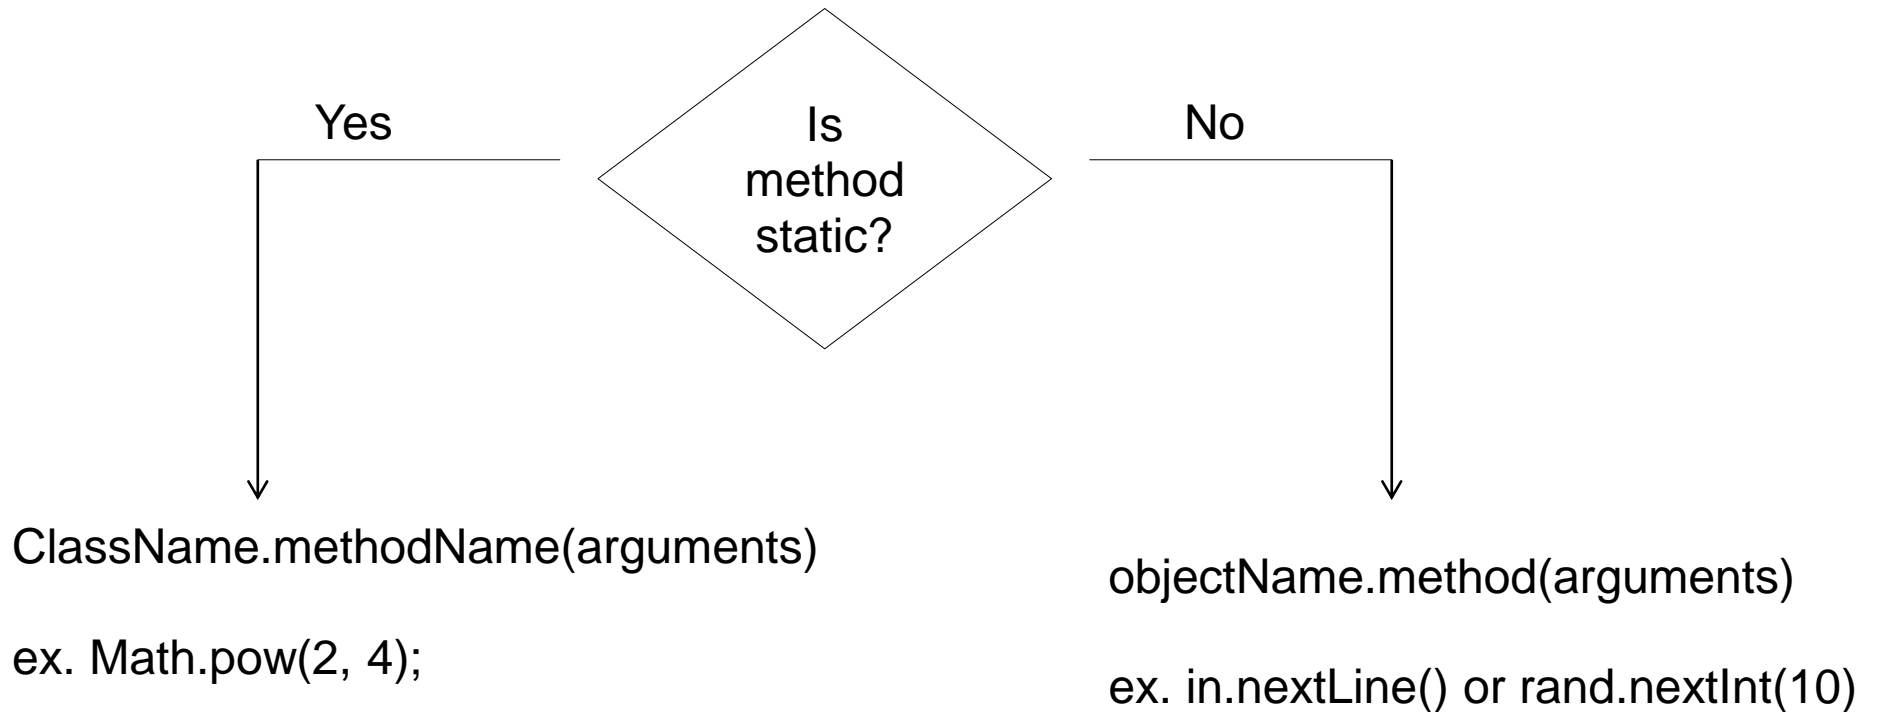 Yes
Is
method
static?
No
ClassName.methodName(arguments)
ex. Math.pow(2, 4);
objectName.method(arguments)
ex. in.nextLine() or rand.nextInt(10)